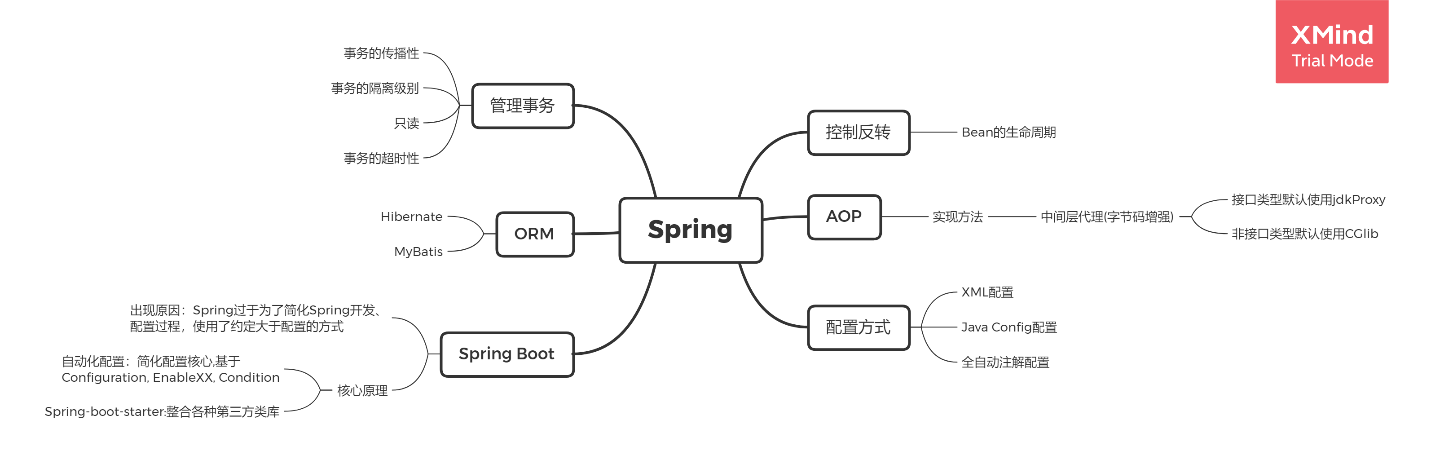 XMind
Trial Mode
Spring
控制反转
Bean的生命周期
AOP
实现方法
中间层代理(字节码增强)
接口类型默认使用jdkProxy
非接口类型默认使用CGlib
配置方式
XML配置
Java Config配置
全自动注解配置
管理事务
事务的传播性
事务的隔离级别
只读
事务的超时性
ORM
Hibernate
MyBatis
Spring Boot
出现原因：Spring过于为了简化Spring开发、
配置过程，使用了约定大于配置的方式
核心原理
自动化配置：简化配置核心,基于
Configuration, EnableXX, Condition
Spring-boot-starter:整合各种第三方类库